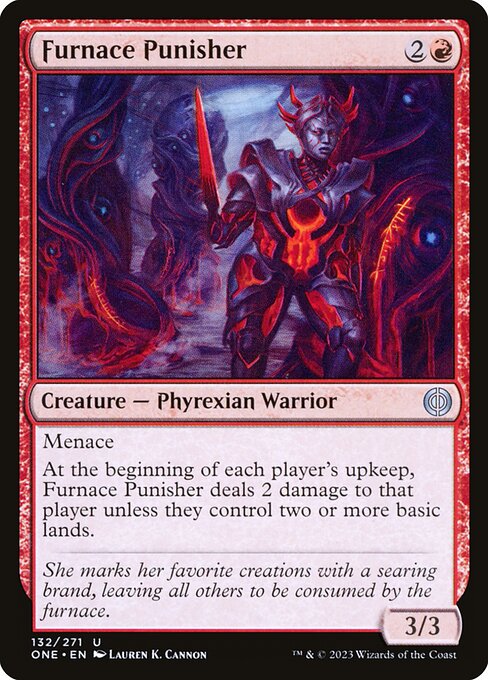 Furnace Punisher 2
Creature — Phyrexian Warrior
Menace
At the beginning of each player's upkeep,
Furnace Punisher deals 2 damage to that
player unless they control two or more basic
lands.
She marks her favorite creations with a searing
brand, leaving all others to be consumed by the
furnace.
3/3
132/271 U
ONE • EN Lauren K. Cannon ™ & © 2023 Wizards of the Coast